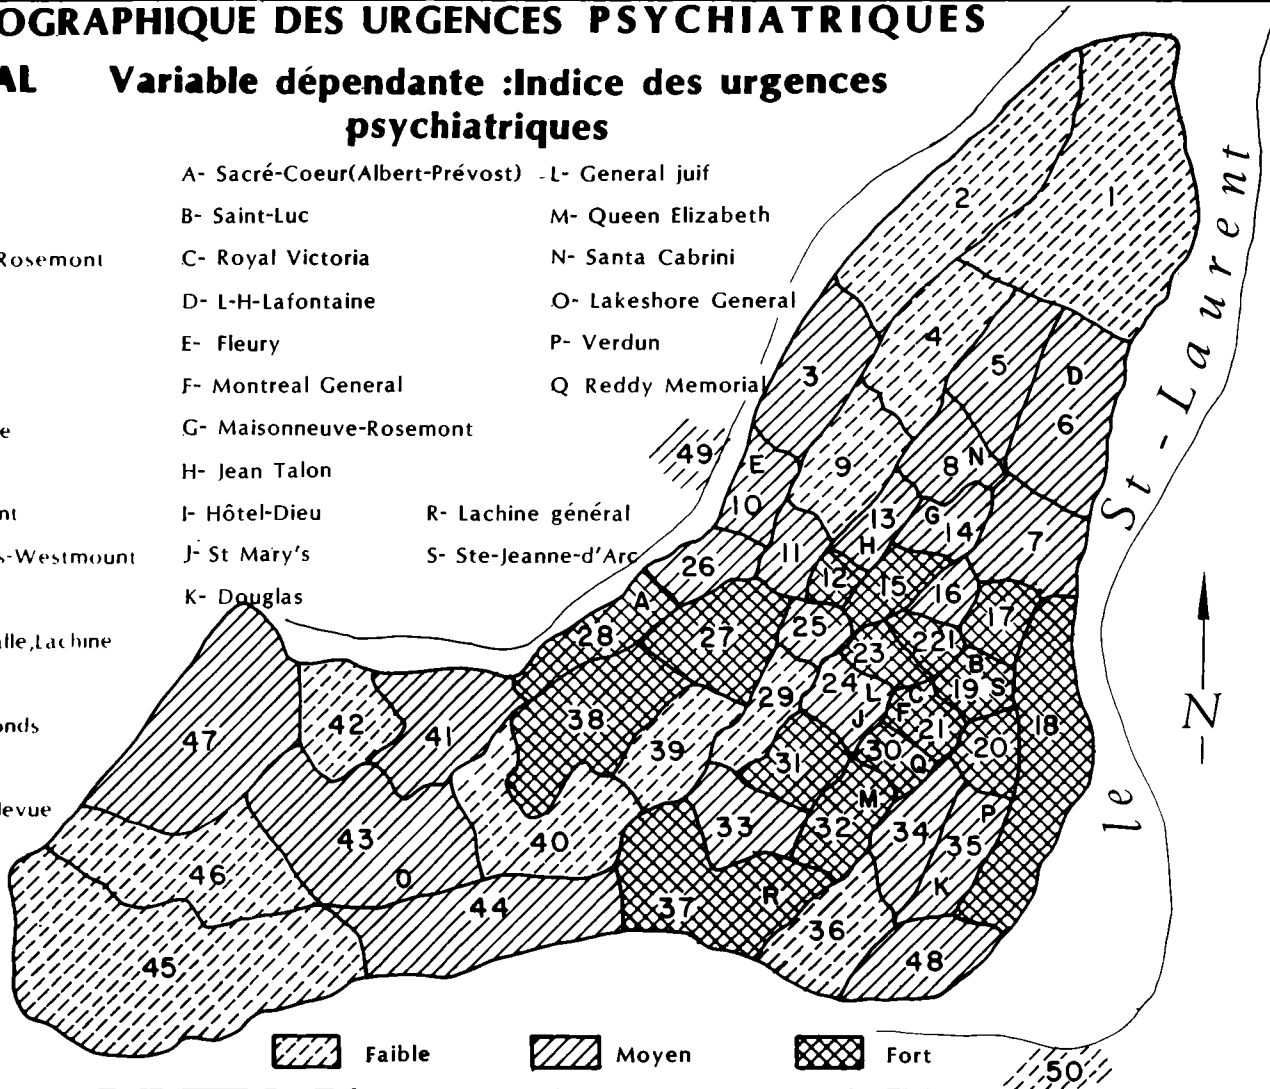 OGRAPHIQUE DES URGENCES PSYCHIATRIQUES
AL Variable dépendante :Indice des urgences
psychiatriques
A- Sacré-Coeur(Albert-Prévost) - L- General juif
B- Saint-Luc M- Queen Elizabeth
Rosemont C- Royal Victoria N- Santa Cabrini
D- L-H-Lafontaine O- Lakeshore General
E- Fleury P- Verdun
F- Montreal General Q Reddy Memorial
e G- Maisonneuve-Rosemont
H- Jean Talon
nt I- Hôtel-Dieu R- Lachine général
s-Westmount J- St Mary's S- Ste-Jeanne-d'Arc
K- Douglas
alle,Lachine
onds
levue
le St-Laurent
N
1
2
3
4
5
D
6
49
E
10
9
8 N
G
14
13
H
7
11
26
12
15
16
17
A
28
27
25
23
221
B
19 S
18
29
24 L
J
C
F
21
20
30
Q
31
38
39
47
42
41
43
O
40
33
32
M
34
P
35
K
46
44
45
37 R
36
48
Faible Moyen Fort
50